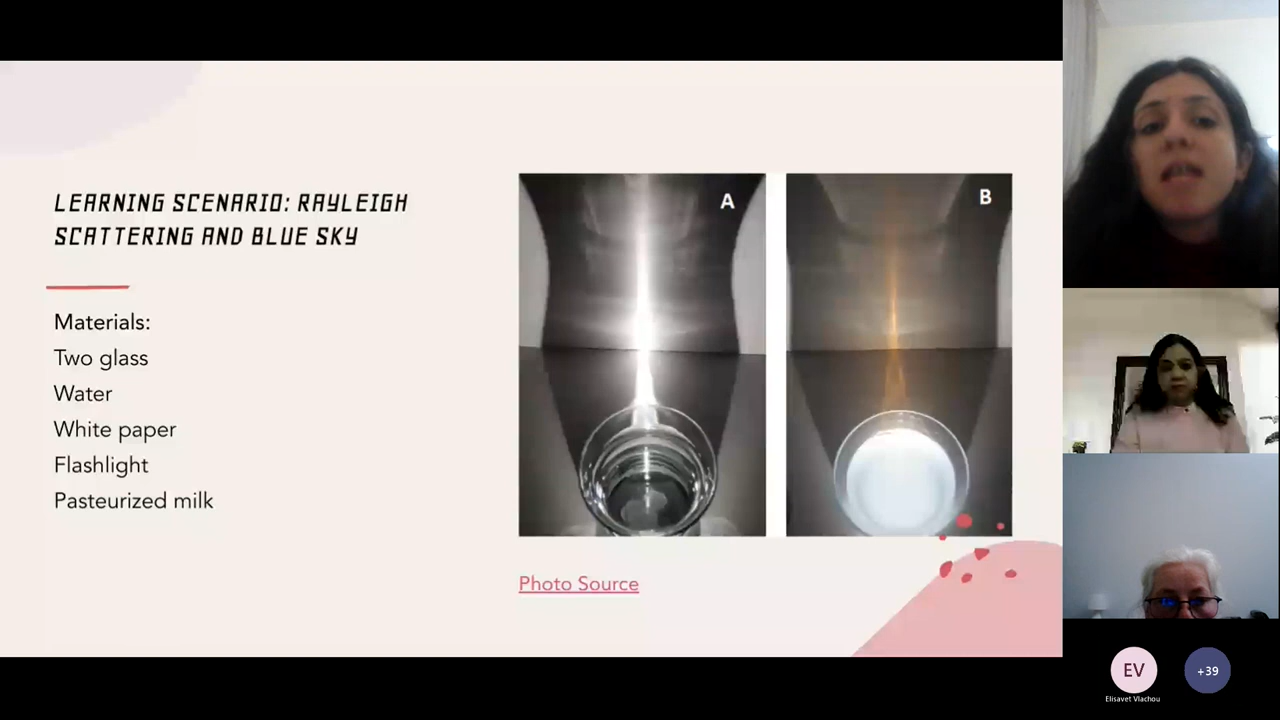 LEARNING SCENARIO: RAYLEIGH
SCATTERING AND BLUE SKY
Materials:
Two glass
Water
White paper
Flashlight
Pasteurized milk
A
B
Photo Source
EV
+39
Elisavet Vlachou